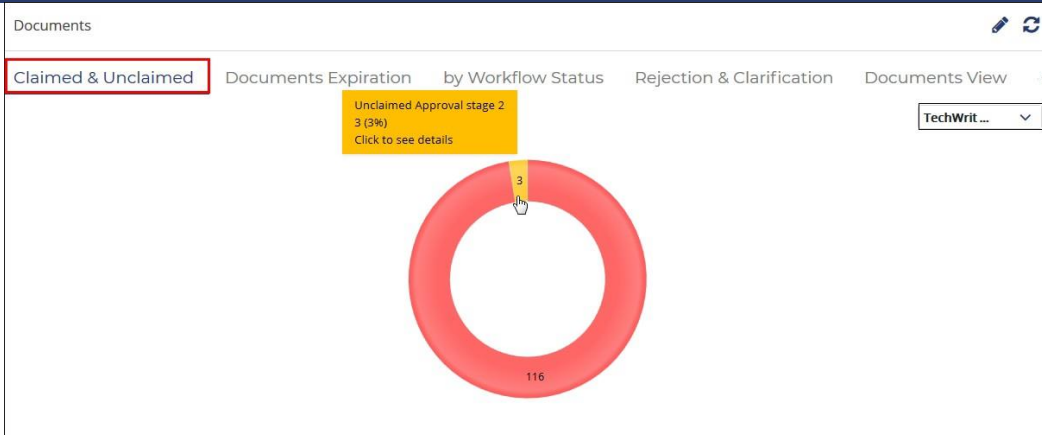 Documents
Claimed & Unclaimed Documents Expiration by Workflow Status Rejection & Clarification Documents View
Unclaimed Approval stage 2
3 (3%)
Click to see details
TechWrit ...
3
116